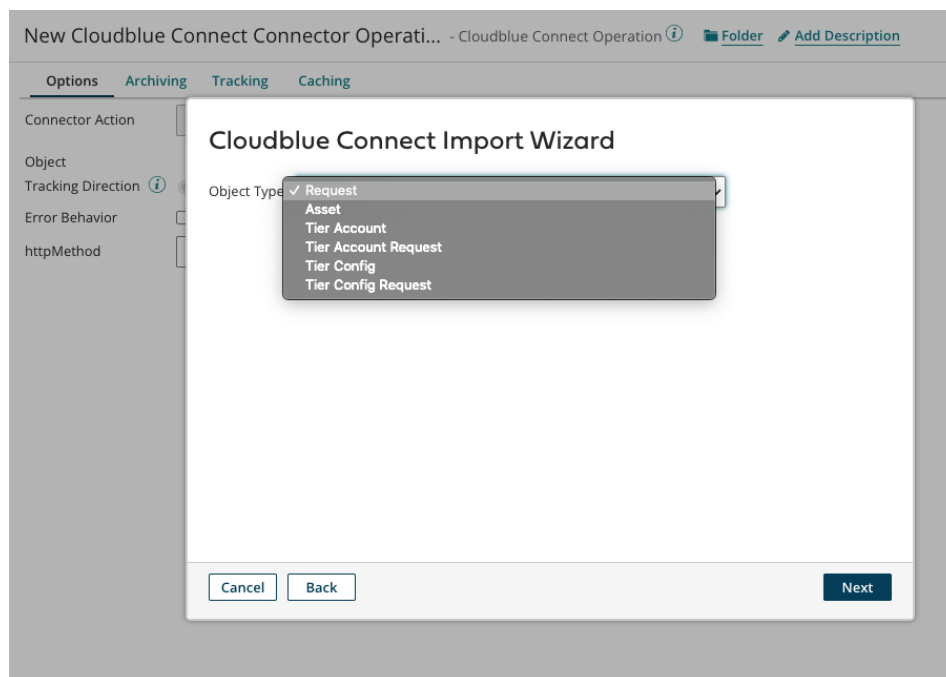 New Cloudblue Connect Connector Operati... - Cloudblue Connect Operation i Folder Add Description
Options Archiving Tracking Caching
Connector Action
Object
Tracking Direction i
Error Behavior
httpMethod
Cloudblue Connect Import Wizard
Object Type ✓ Request
Asset
Tier Account
Tier Account Request
Tier Config
Tier Config Request
Cancel Back Next